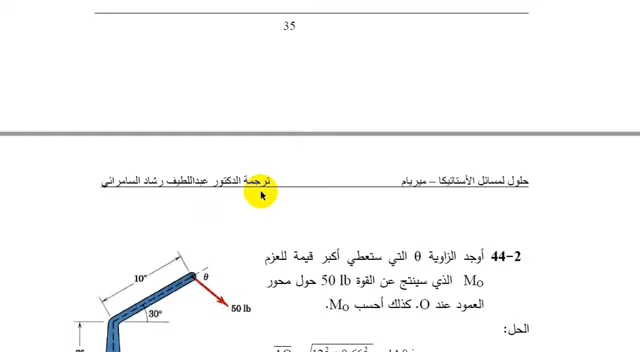 35
حلول لمسائل الأستاتيكا – ميريام
ترجمة الدكتور عبداللطيف رشاد السامرائي
44-2 أوجد الزاوية θ التي ستعطي أكبر قيمة للعزم
Mo الذي سينتج عن القوة 50 lb حول محور
العمود عند O. كذلك أحسب Mo.
الحل:
10"
θ
50 lb
30°